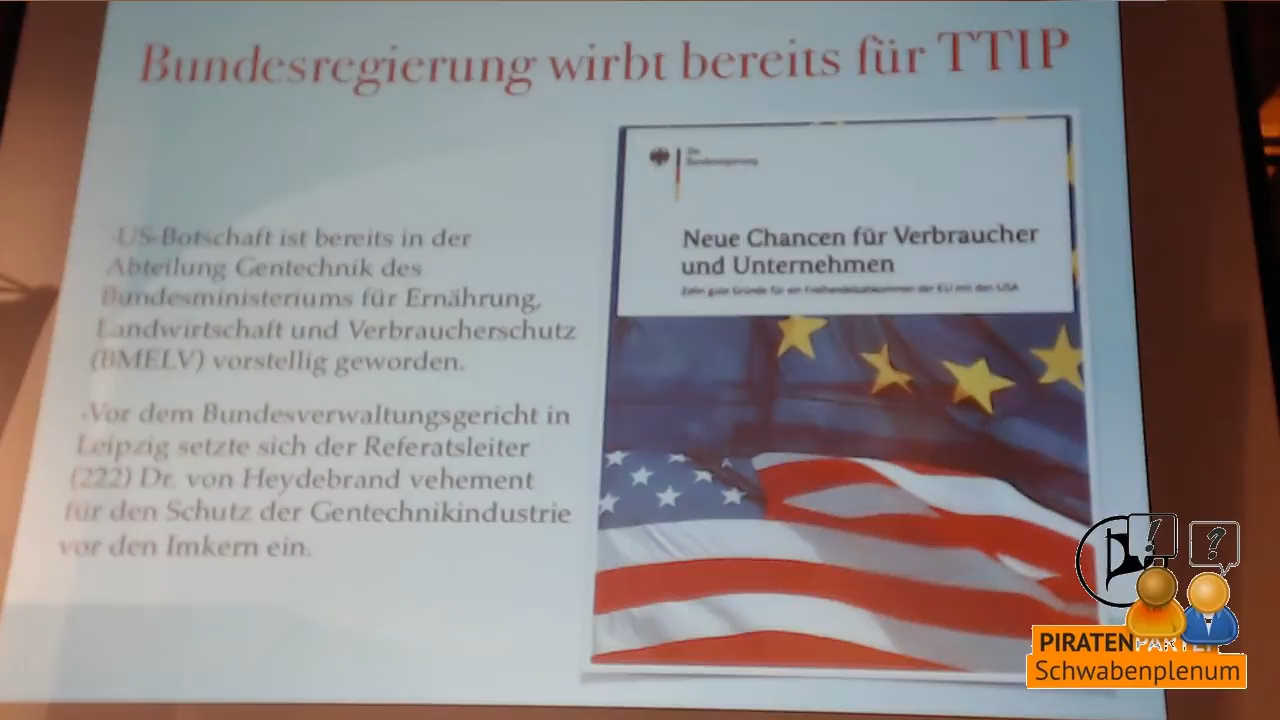 Bundesregierung wirbt bereits für TTIP
·US-Botschaft ist bereits in der
Abteilung Gentechnik des
Bundesministeriums für Ernährung,
Landwirtschaft und Verbraucherschutz
(BMELV) vorstellig geworden.
·Vor dem Bundesverwaltungsgericht in
Leipzig setzte sich der Referatsleiter
(222) Dr. von Heydebrand vehement
für den Schutz der Gentechnikindustrie
vor den Imkern ein.
Die
Bundesregierung
Neue Chancen für Verbraucher
und Unternehmen
Zehn gute Gründe für ein Freihandelsabkommen der EU mit den USA
! ?
PIRATENPARTEI
Schwabenplenum